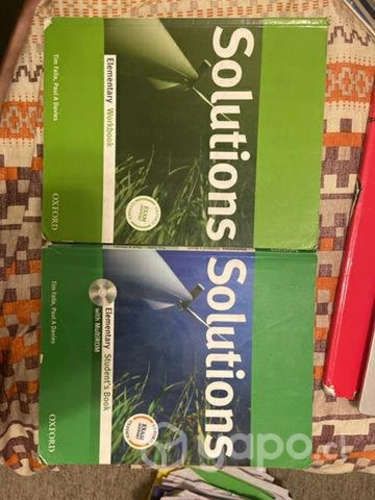 Solutions
Elementary Workbook
Tim Falla, Paul A Davies
OXFORD
Solutions
Elementary Student's Book
with MultiROM
Tim Falla, Paul A Davies
OXFORD
yapo.cl